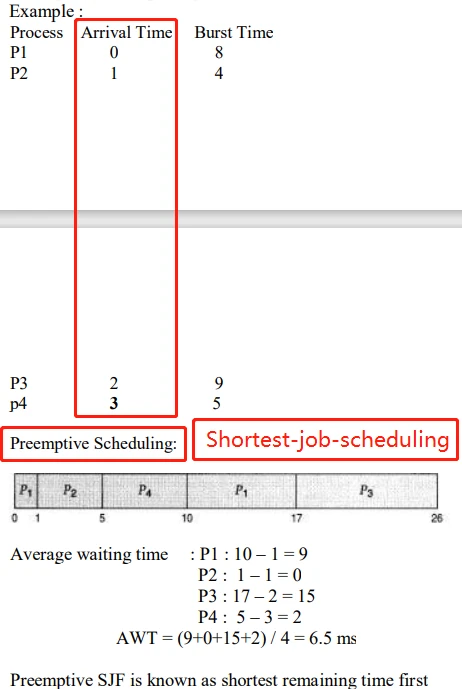 Example :
Process Arrival Time Burst Time
P1 0 8
P2 1 4
P3 2 9
p4 3 5
Preemptive Scheduling: Shortest-job-scheduling
P1 P2 P4 P1 P3
0 1 5 10 17 26
Average waiting time : P1 : 10 – 1 = 9
P2 : 1 – 1 = 0
P3 : 17 – 2 = 15
P4 : 5 – 3 = 2
AWT = (9+0+15+2) / 4 = 6.5 ms
Preemptive SJF is known as shortest remaining time first